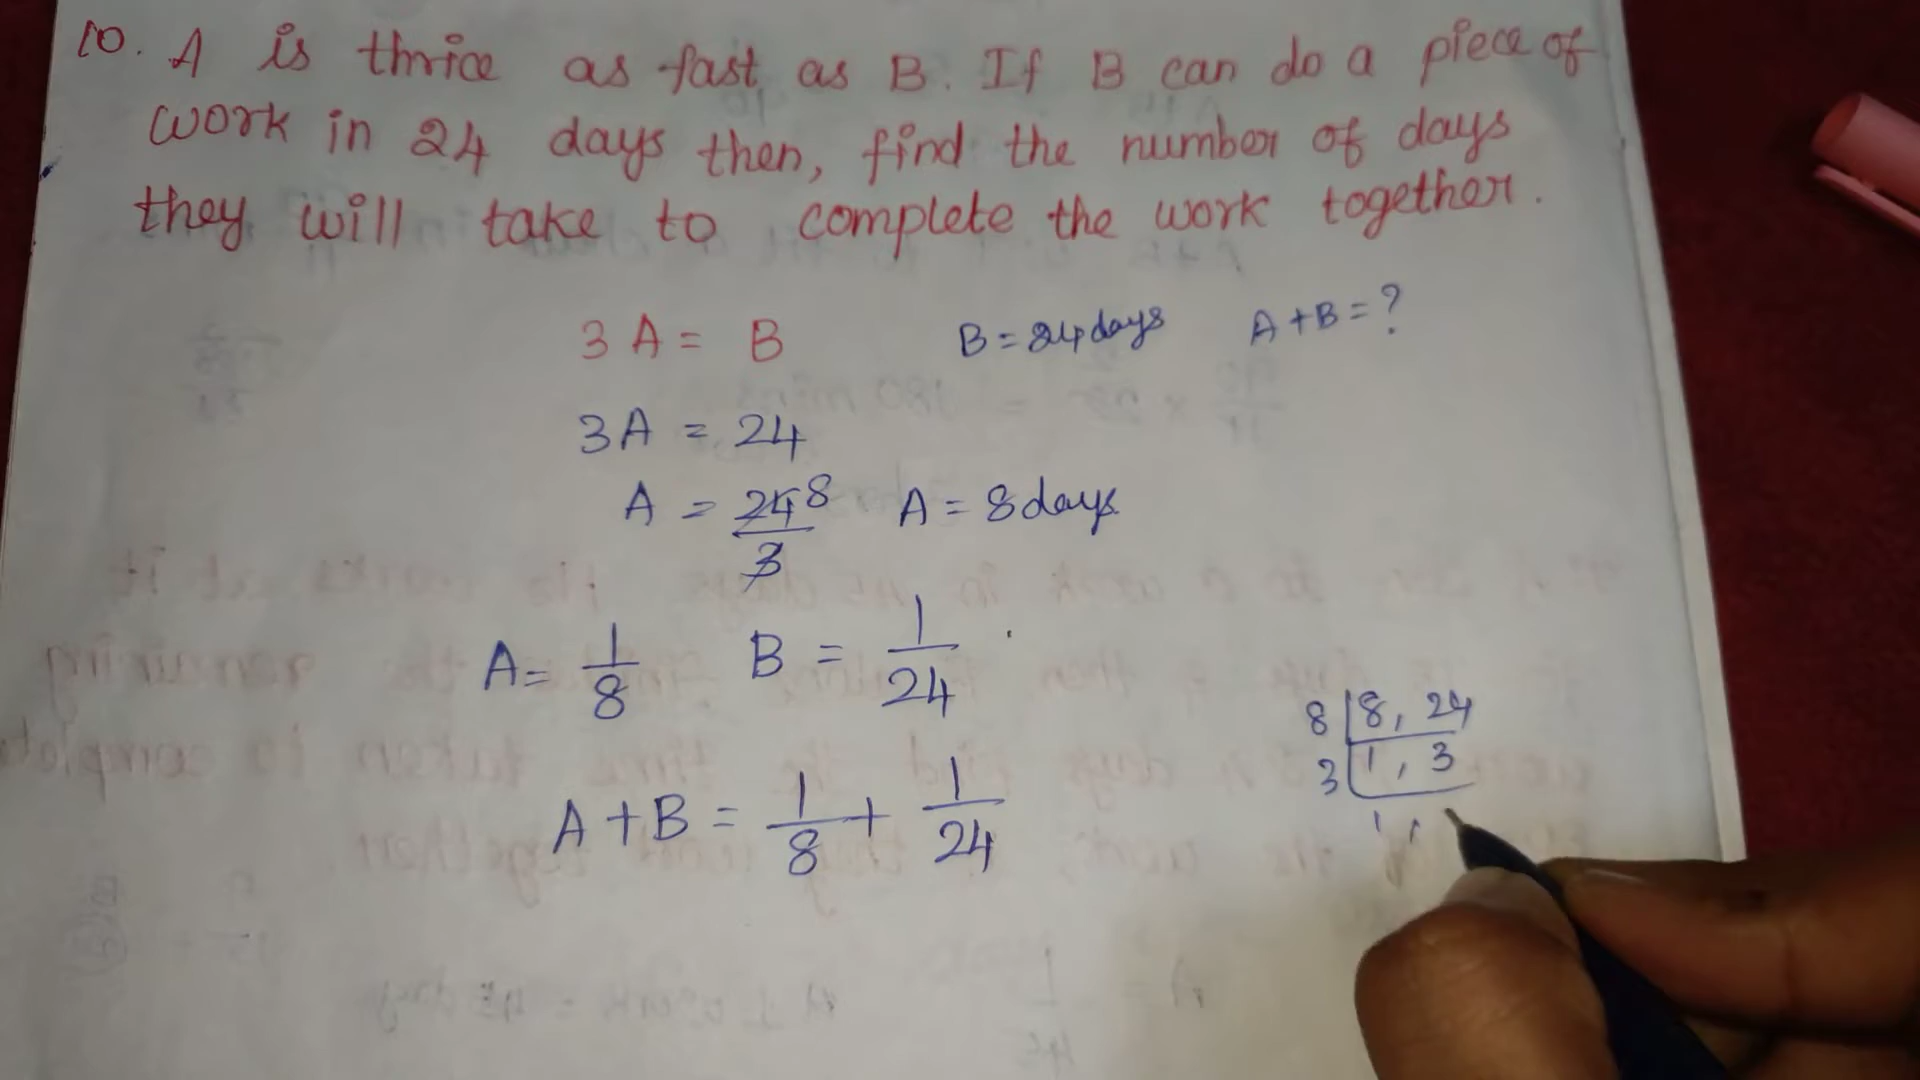 10. A is thrice as fast as B. If B can do a piece of
work in 24 days then, find the number of days
they will take to complete the work together.
3A = B B = 24 days A + B = ?
3A = 24
A = 24/3 8 A = 8 days
A = 1/8 B = 1/24
8 | 8, 24
3 | 1, 3
1,
A + B = 1/8 + 1/24